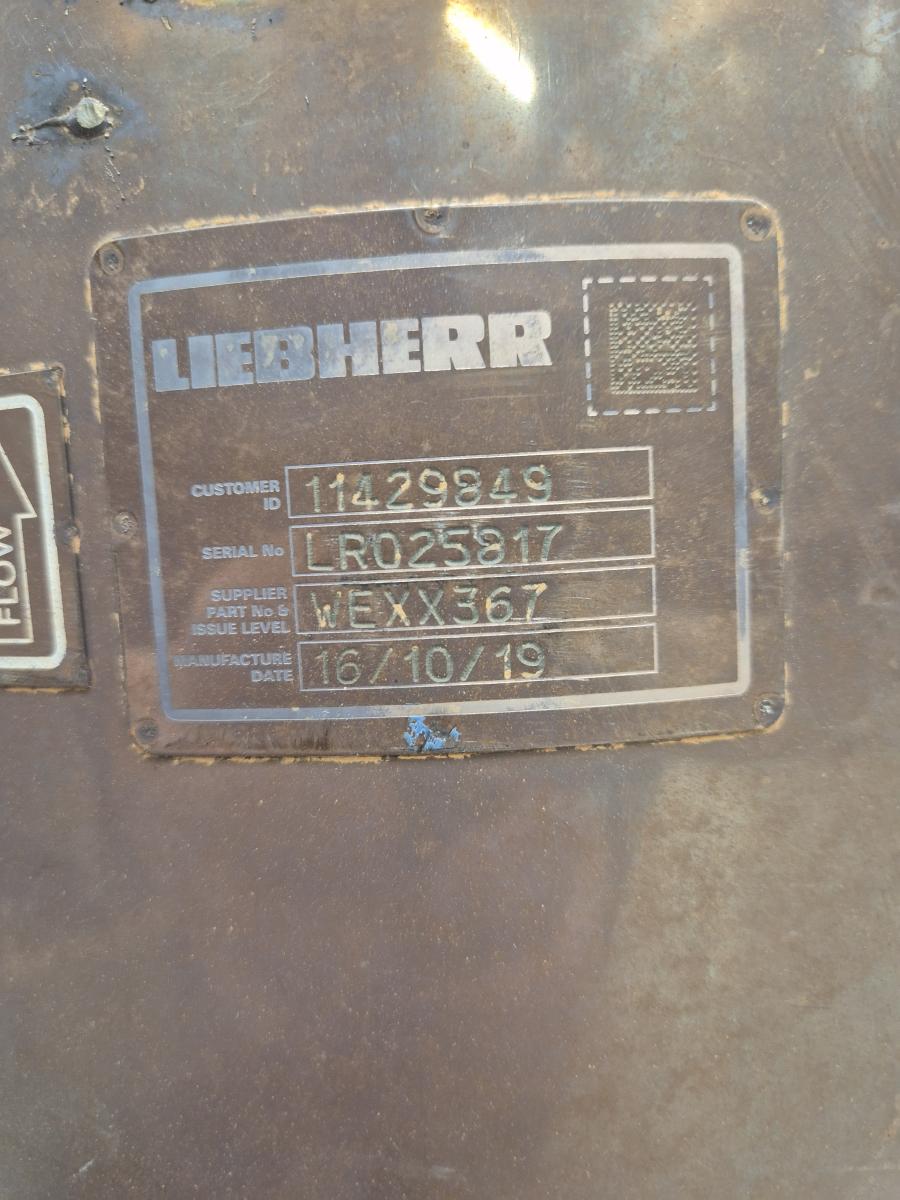 LIEBHERR
CUSTOMER ID 11429849
SERIAL No LR025817
SUPPLIER PART No & ISSUE LEVEL WEXX367
MANUFACTURE DATE 16/10/19
FLOW